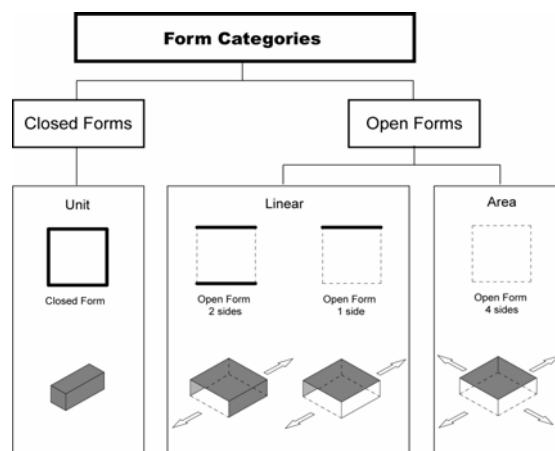 Form Categories
Closed Forms
Open Forms
Unit
Closed Form
Linear
Open Form
2 sides
Open Form
1 side
Area
Open Form
4 sides